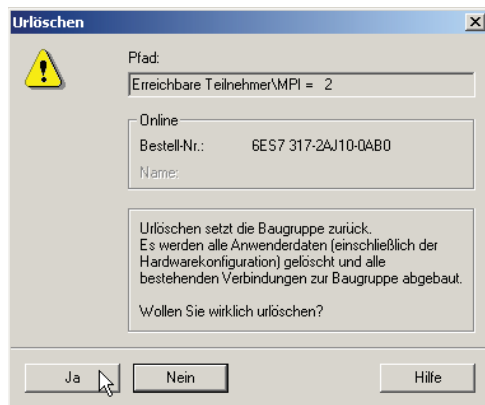 Urlöschen
Pfad:
Erreichbare Teilnehmer\MPI = 2
Online
Bestell-Nr.: 6ES7 317-2AJ10-0AB0
Name:
Urlöschen setzt die Baugruppe zurück.
Es werden alle Anwenderdaten (einschließlich der
Hardwarekonfiguration) gelöscht und alle
bestehenden Verbindungen zur Baugruppe abgebaut.
Wollen Sie wirklich urlöschen?
Ja Nein Hilfe